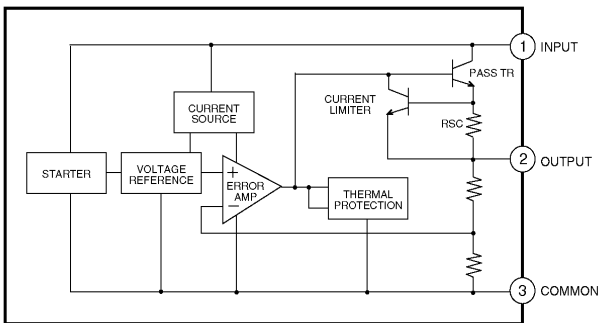 1 INPUT
PASS TR
CURRENT
LIMITER
CURRENT
SOURCE
RSC
2 OUTPUT
STARTER
VOLTAGE
REFERENCE
+
ERROR
AMP
−
THERMAL
PROTECTION
3 COMMON